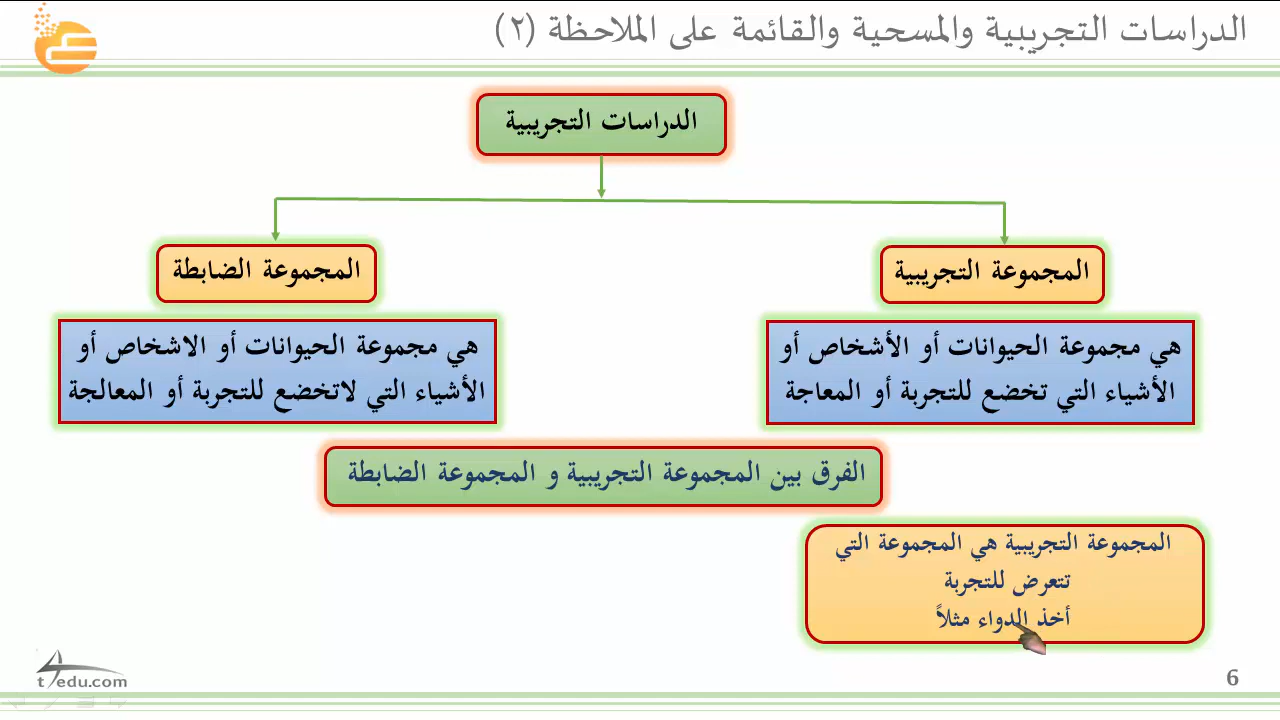 الدراسات التجريبية والمسحية والقائمة على الملاحظة (٢)
الدراسات التجريبية
المجموعة التجريبية
المجموعة الضابطة
هي مجموعة الحيوانات أو الأشخاص أو
الأشياء التي تخضع للتجربة أو المعاجة
هي مجموعة الحيوانات أو الاشخاص أو
الأشياء التي لاتخضع للتجربة أو المعالجة
الفرق بين المجموعة التجريبية و المجموعة الضابطة
المجموعة التجريبية هي المجموعة التي
تتعرض للتجربة
أخذ الدواء مثلاً
t4edu.com
6